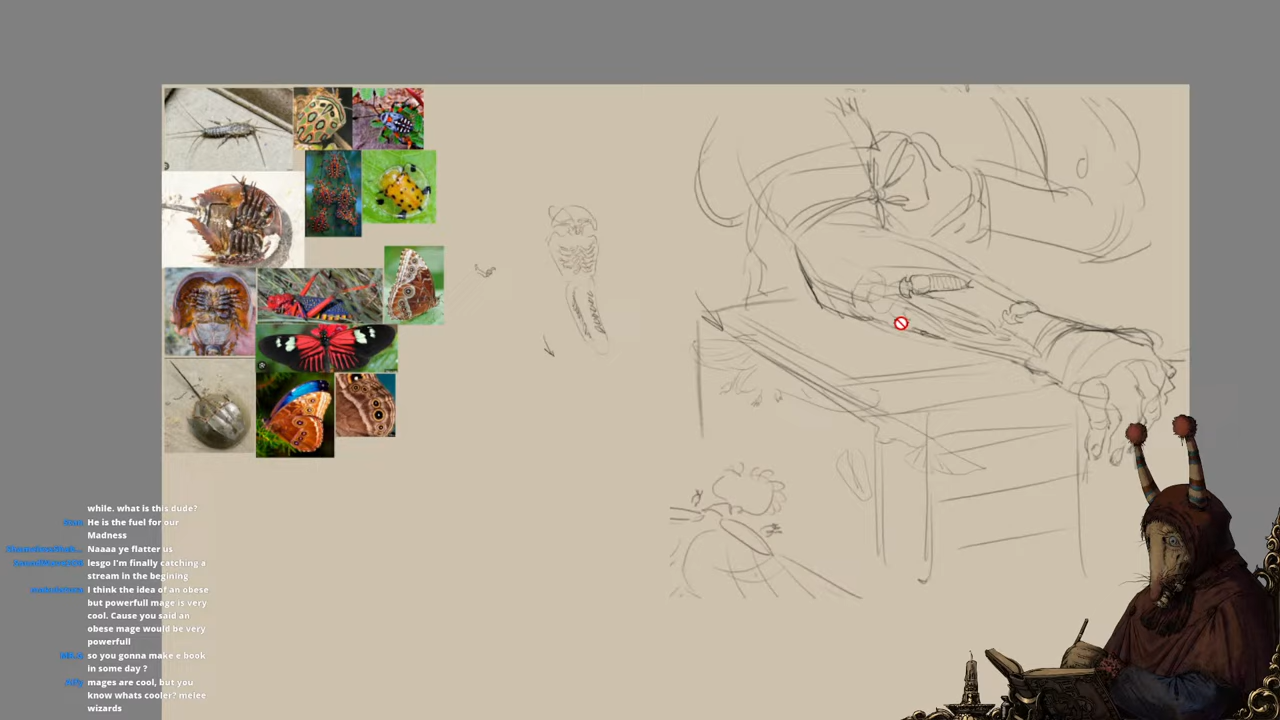 while. what is this dude?
He is the fuel for our
Madness
Naaaa ye flatter us
lesgo I'm finally catching a
stream in the begining
I think the idea of an obese
but powerfull mage is very
cool. Cause you said an
obese mage would be very
powerfull
so you gonna make e book
in some day ?
mages are cool, but you
know whats cooler? melee
wizards